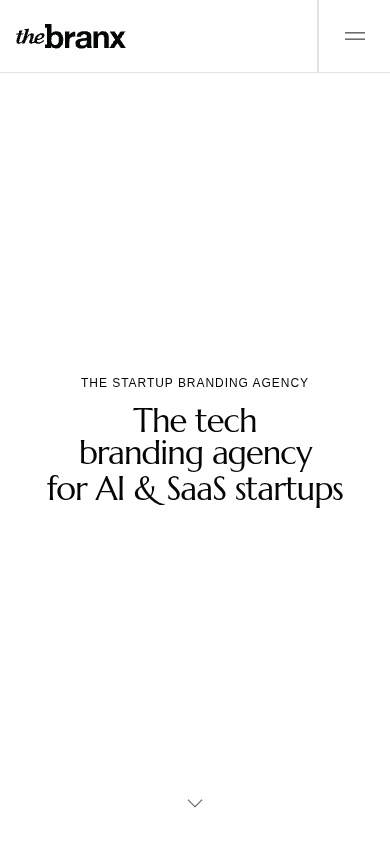 thebranx
THE STARTUP BRANDING AGENCY
The tech
branding agency
for AI & SaaS startups